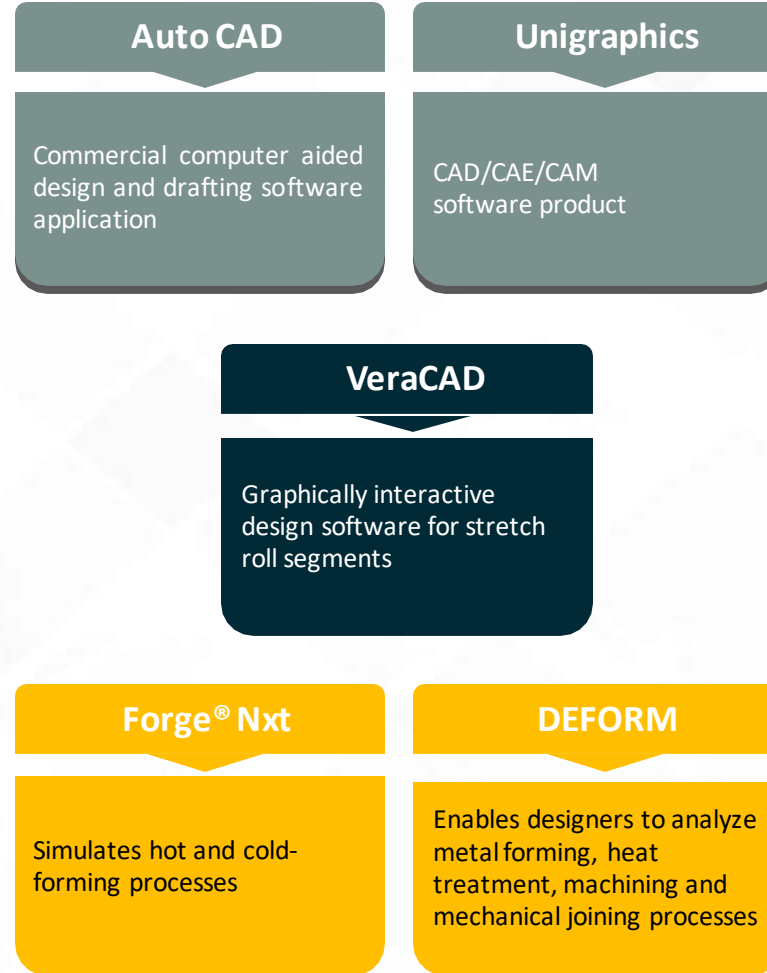 Auto CAD
Commercial computer aided
design and drafting software
application
Unigraphics
CAD/CAE/CAM
software product
VeraCAD
Graphically interactive
design software for stretch
roll segments
Forge® Nxt
Simulates hot and cold-
forming processes
DEFORM
Enables designers to analyze
metal forming, heat
treatment, machining and
mechanical joining processes